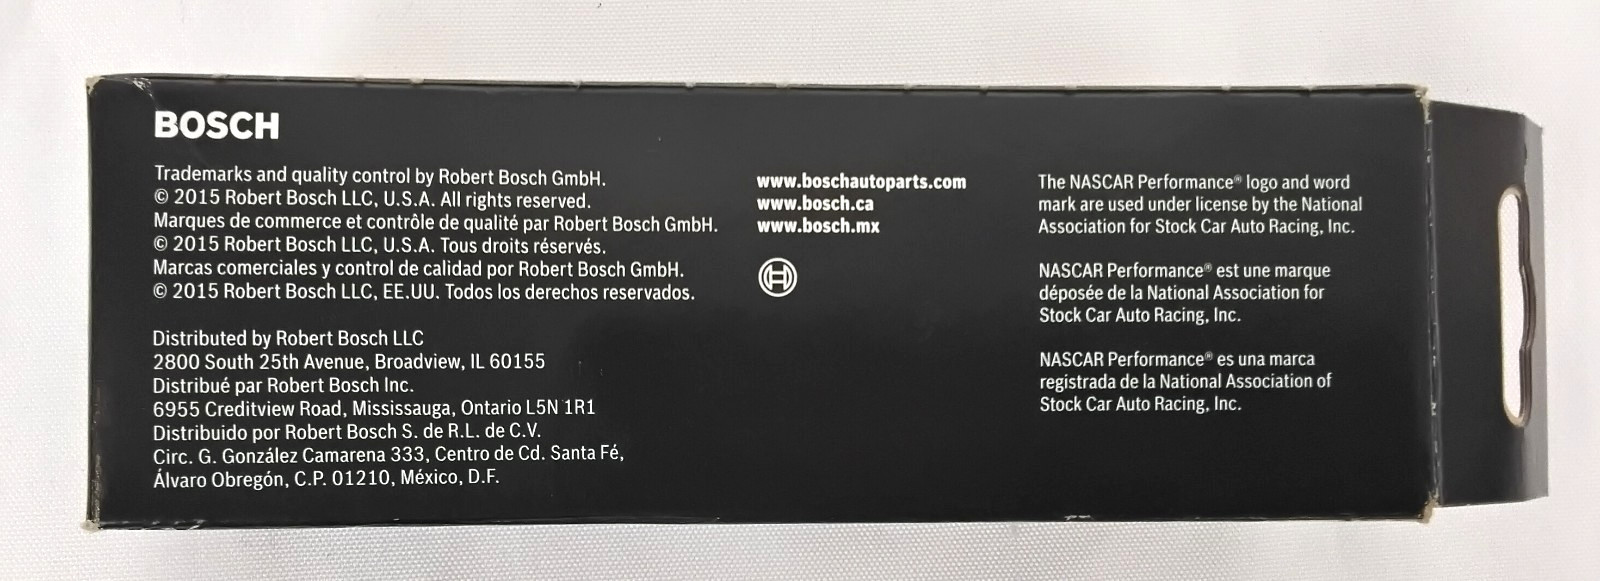 BOSCH
Trademarks and quality control by Robert Bosch GmbH.
© 2015 Robert Bosch LLC, U.S.A. All rights reserved.
Marques de commerce et contrôle de qualité par Robert Bosch GmbH.
© 2015 Robert Bosch LLC, U.S.A. Tous droits réservés.
Marcas comerciales y control de calidad por Robert Bosch GmbH.
© 2015 Robert Bosch LLC, EE.UU. Todos los derechos reservados.
Distributed by Robert Bosch LLC
2800 South 25th Avenue, Broadview, IL 60155
Distribué par Robert Bosch Inc.
6955 Creditview Road, Mississauga, Ontario L5N 1R1
Distribuido por Robert Bosch S. de R.L. de C.V.
Circ. G. González Camarena 333, Centro de Cd. Santa Fé,
Álvaro Obregón, C.P. 01210, México, D.F.
www.boschautoparts.com
www.bosch.ca
www.bosch.mx
The NASCAR Performance® logo and word
mark are used under license by the National
Association for Stock Car Auto Racing, Inc.
NASCAR Performance® est une marque
déposée de la National Association for
Stock Car Auto Racing, Inc.
NASCAR Performance® es una marca
registrada de la National Association of
Stock Car Auto Racing, Inc.